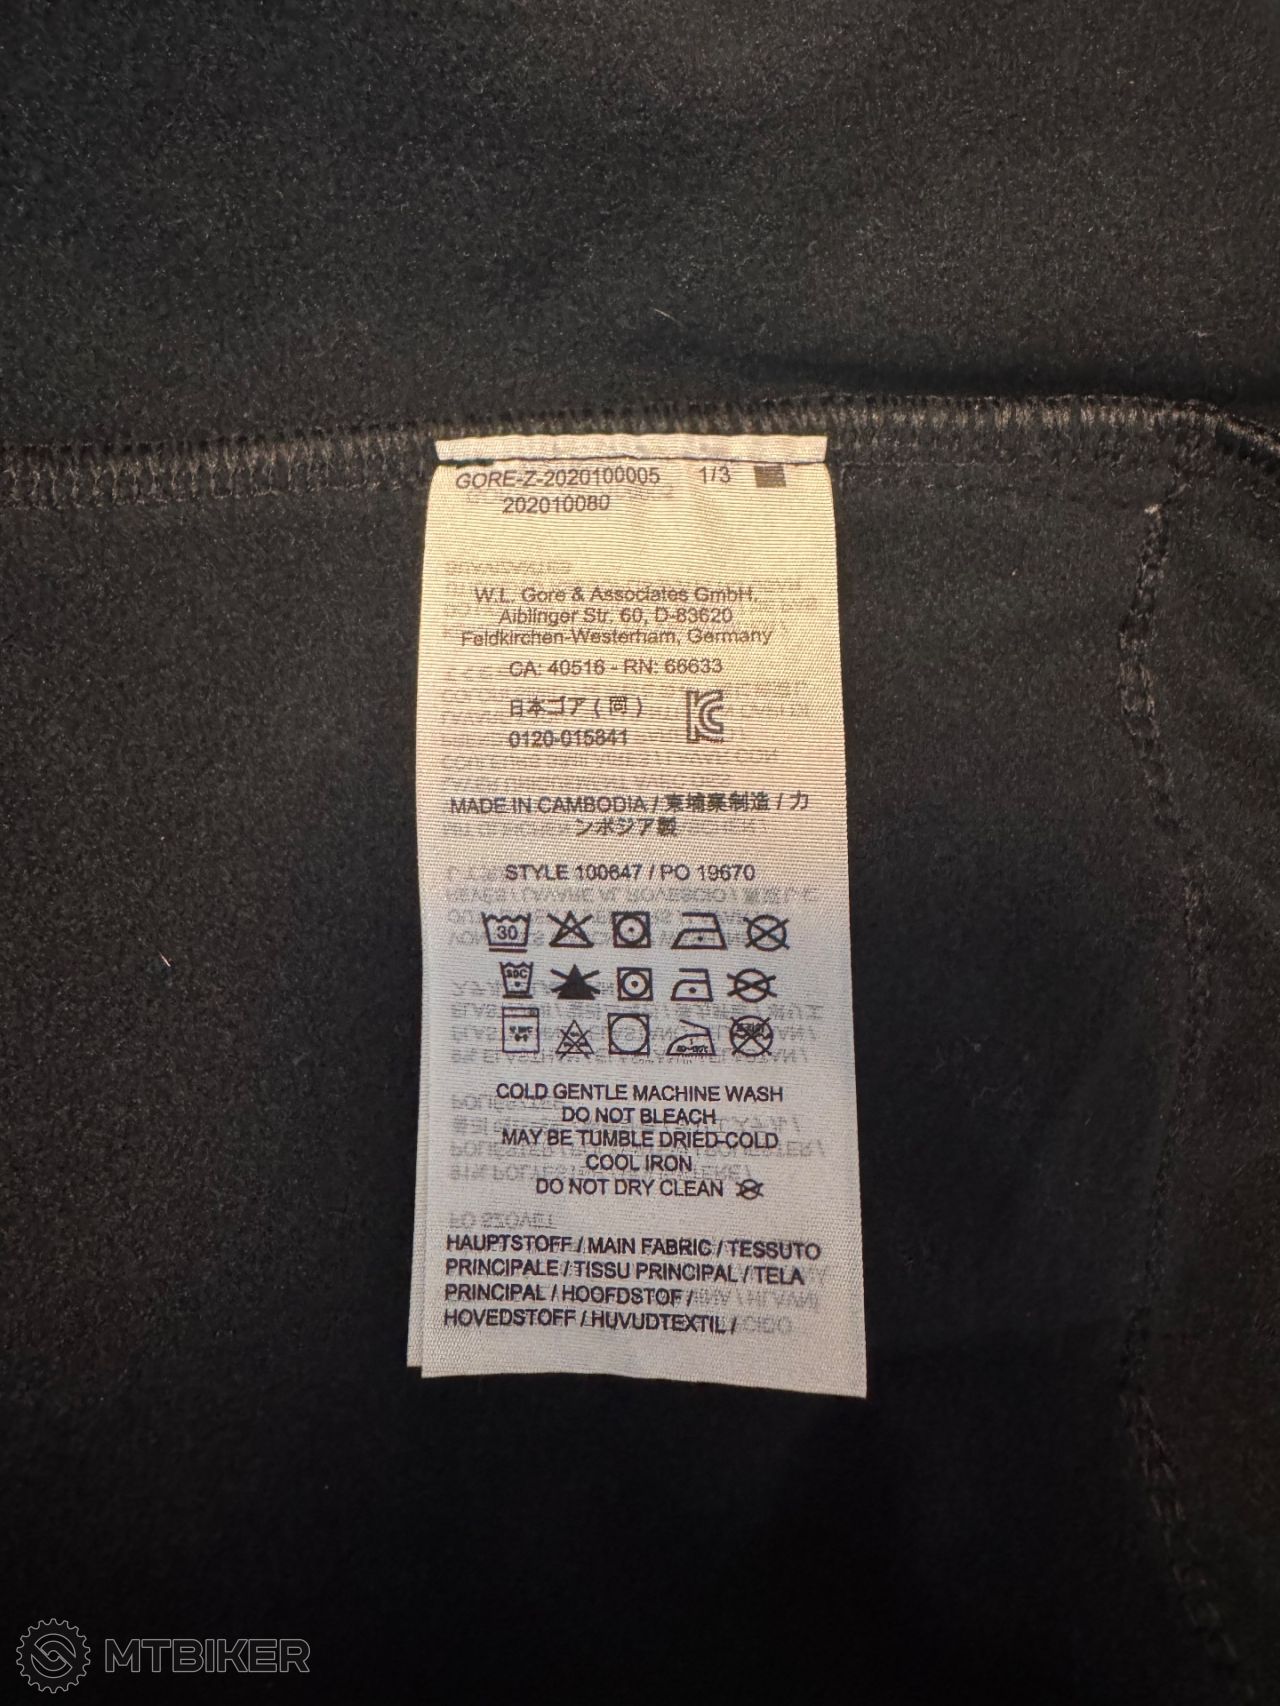 GORE-Z-2020100005 1/3
202010080
W.L. Gore & Associates GmbH,
Aiblinger Str. 60, D-83620
Feldkirchen-Westerham, Germany
CA: 40516 - RN: 66633
日本ゴア ( 同 )
0120-015841
MADE IN CAMBODIA / 柬埔寨制造 / カ
ンボジア製
STYLE 100647 / PO 19670
30
COLD GENTLE MACHINE WASH
DO NOT BLEACH
MAY BE TUMBLE DRIED-COLD
COOL IRON
DO NOT DRY CLEAN
HAUPTSTOFF / MAIN FABRIC / TESSUTO
PRINCIPALE / TISSU PRINCIPAL / TELA
PRINCIPAL / HOOFDSTOF /
HOVEDSTOFF / HUVUDTEXTIL /
MTBIKER